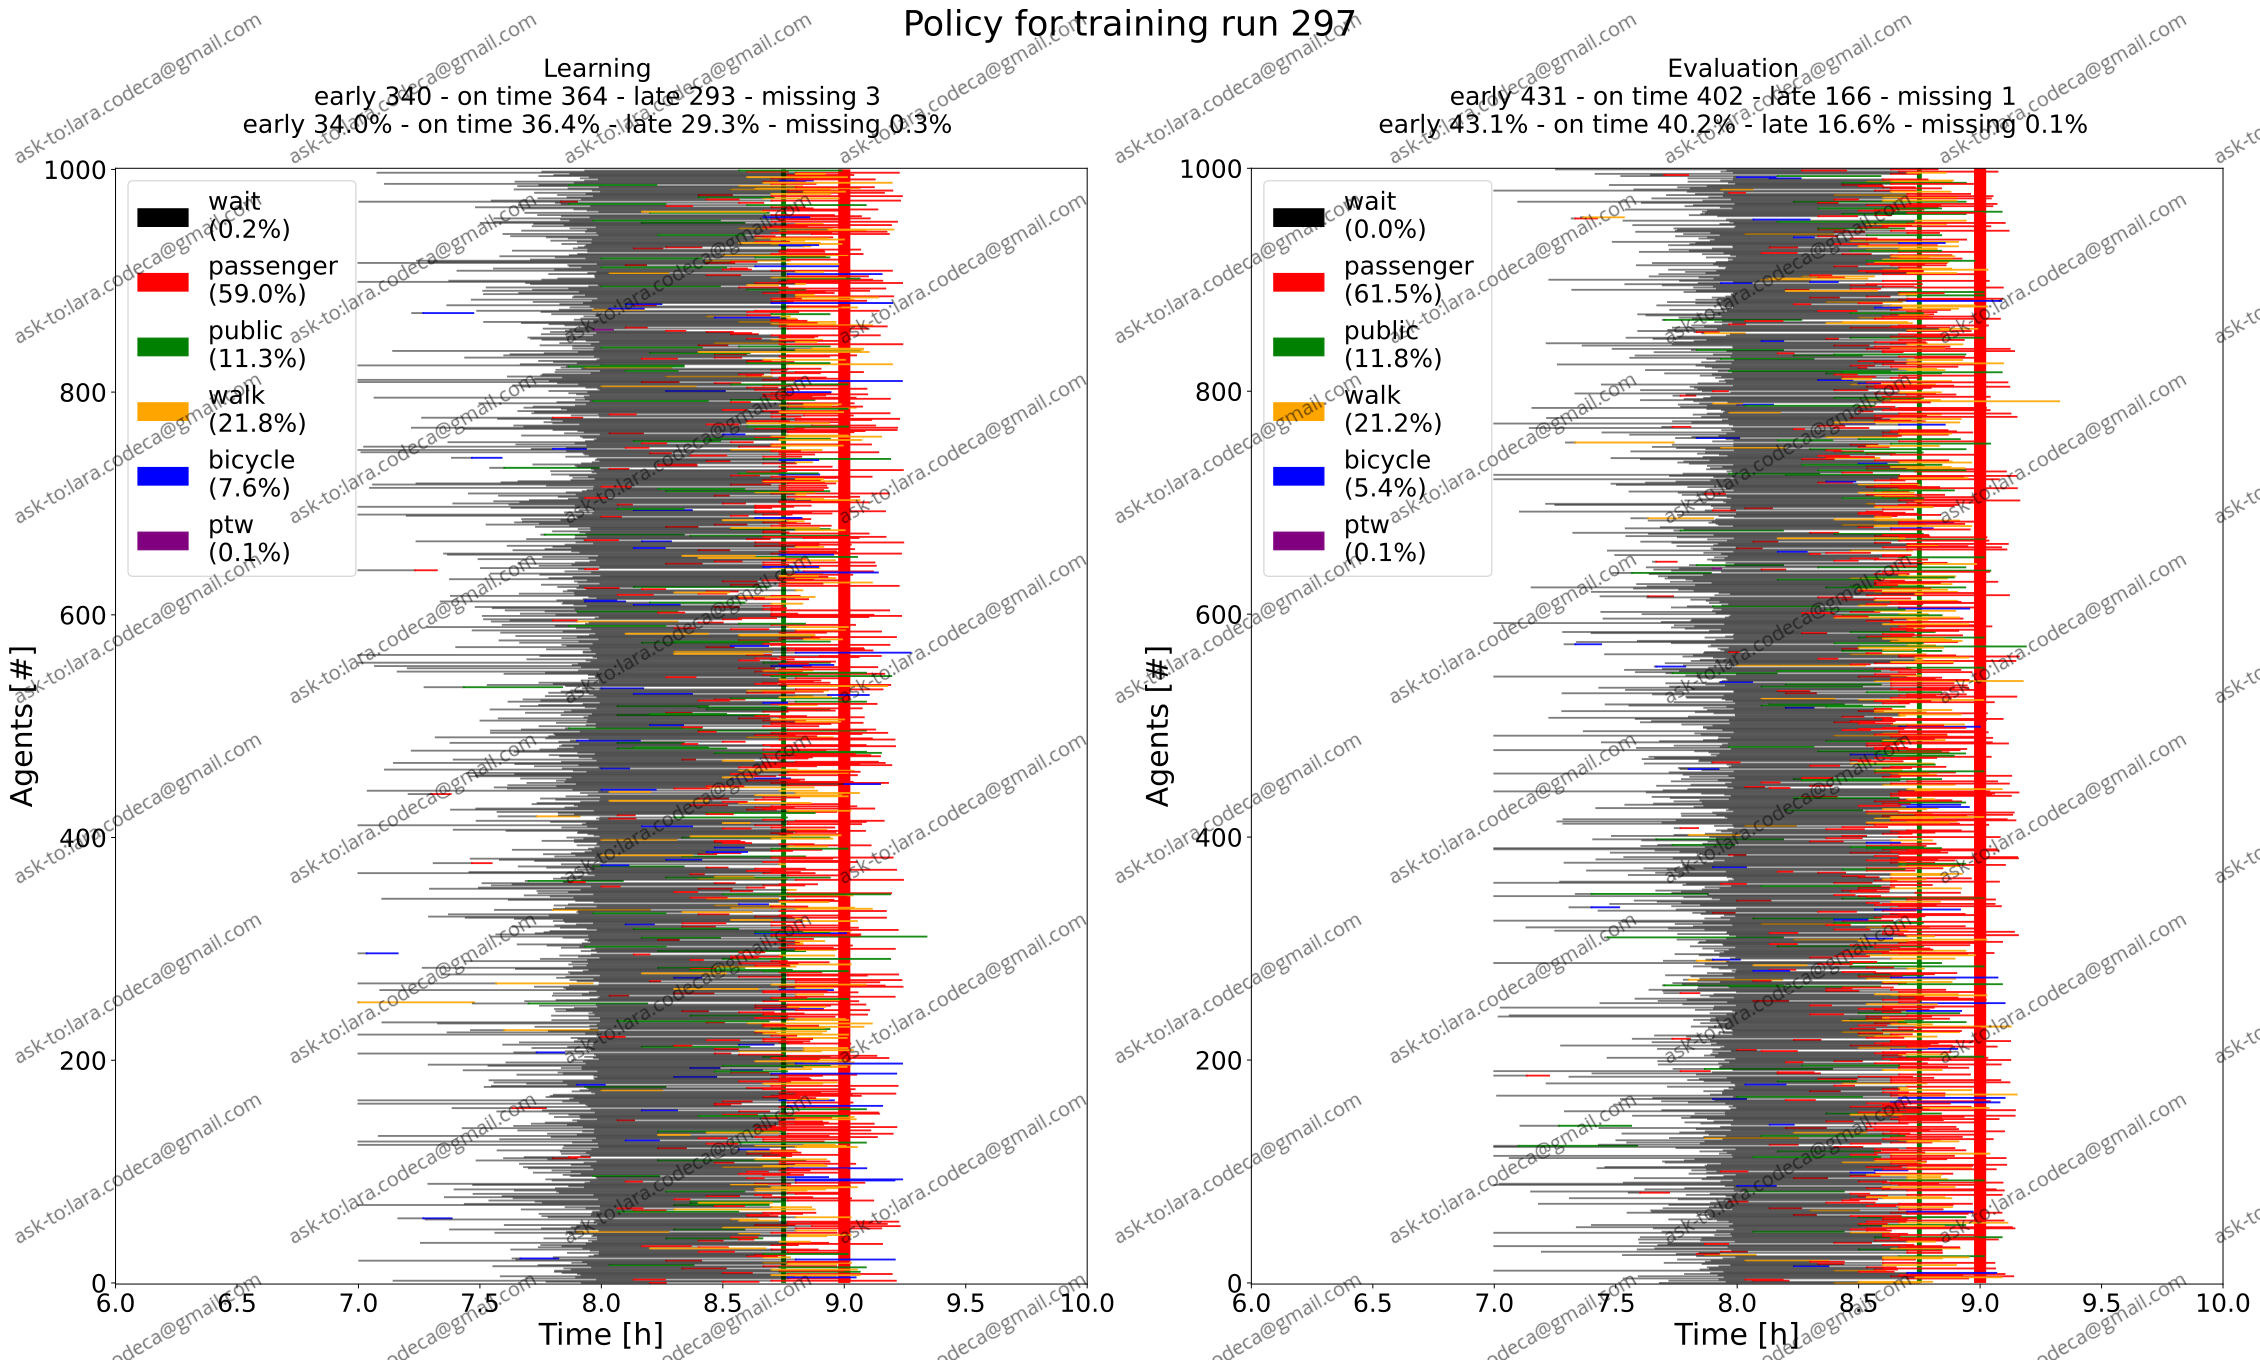 Policy for training run 297
Learning
early 340 - on time 364 - late 293 - missing 3
early 34.0% - on time 36.4% - late 29.3% - missing 0.3%
1000
800
600
400
200
0
Agents [#]
wait
(0.2%)
passenger
(59.0%)
public
(11.3%)
walk
(21.8%)
bicycle
(7.6%)
ptw
(0.1%)
6.0 6.5 7.0 7.5 8.0 8.5 9.0 9.5 10.0
Time [h]
Evaluation
early 431 - on time 402 - late 166 - missing 1
early 43.1% - on time 40.2% - late 16.6% - missing 0.1%
1000
800
600
400
200
0
Agents [#]
wait
(0.0%)
passenger
(61.5%)
public
(11.8%)
walk
(21.2%)
bicycle
(5.4%)
ptw
(0.1%)
6.0 6.5 7.0 7.5 8.0 8.5 9.0 9.5 10.0
Time [h]
ask-to:lara.codeca@gmail.com